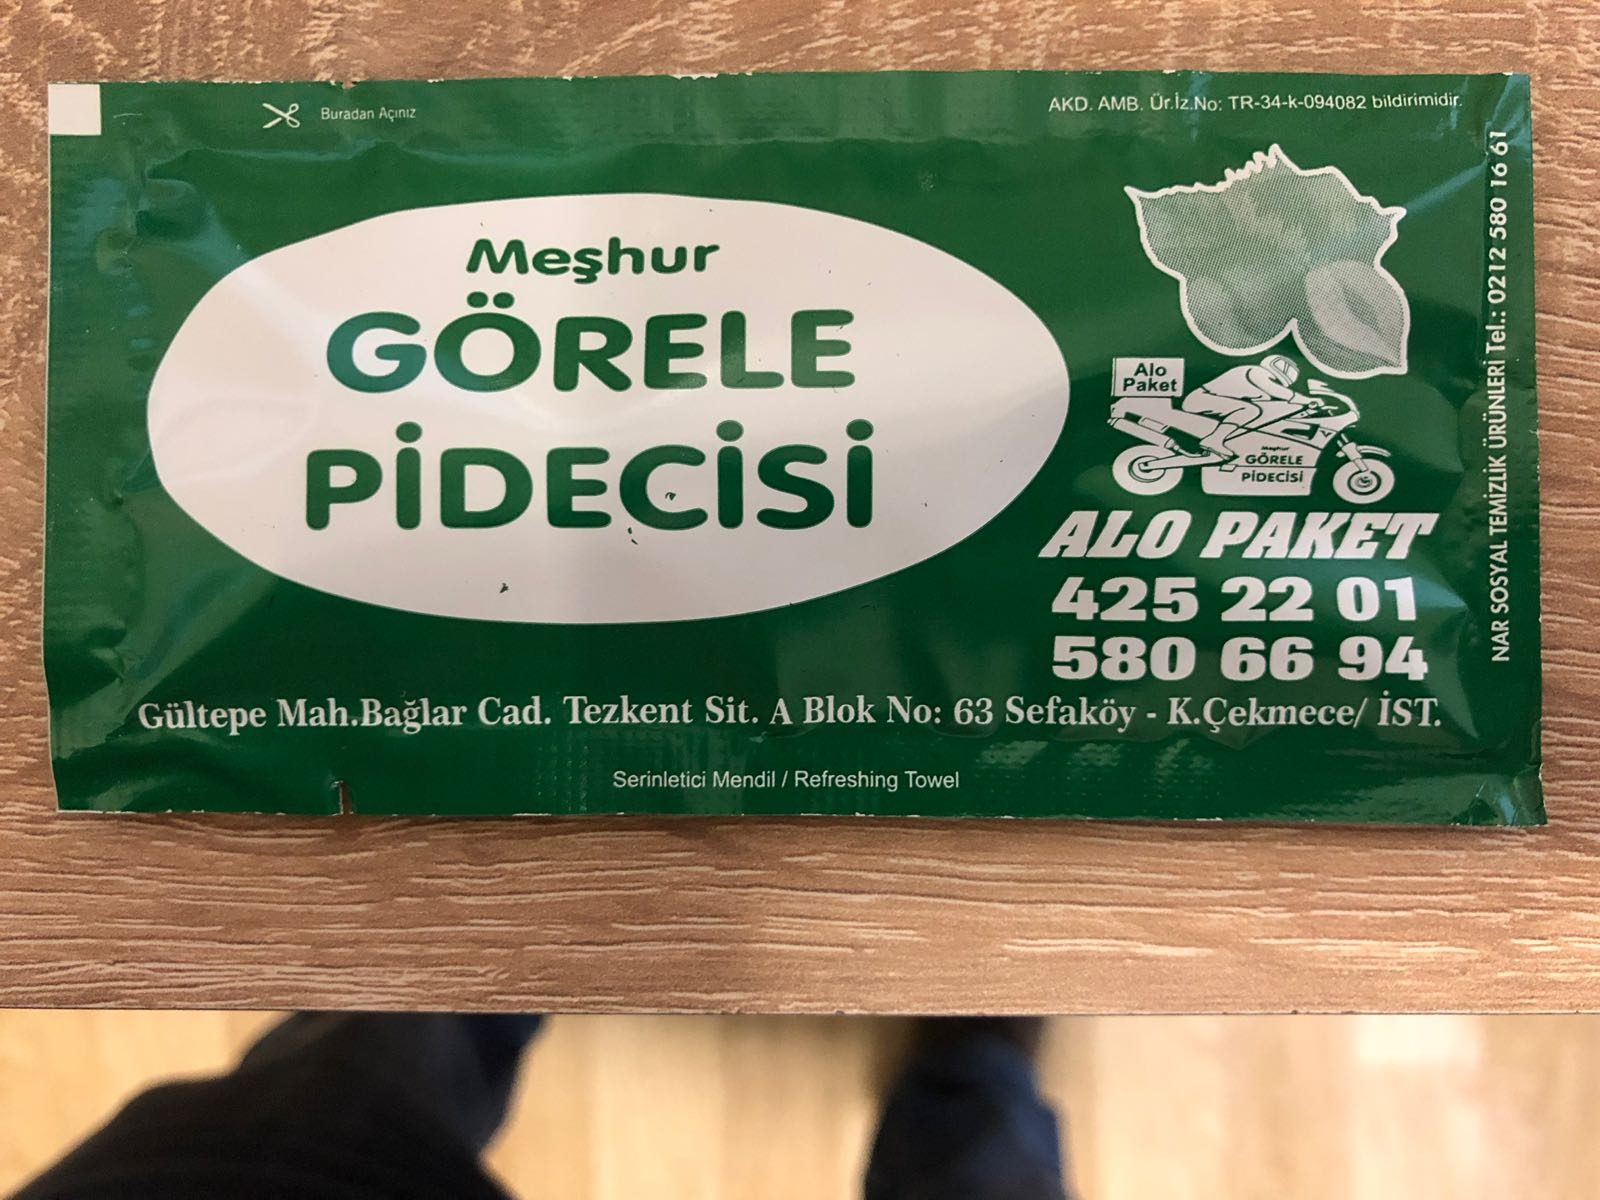 Buradan Açınız
AKD. AMB. Ür.İz.No: TR-34-k-094082 bildirimidir.
Meşhur
GÖRELE
PİDECİSİ
Alo
Paket
Meşhur
GÖRELE
PİDECİSİ
ALO PAKET
425 22 01
580 66 94
Gültepe Mah.Bağlar Cad. Tezkent Sit. A Blok No: 63 Sefaköy - K.Çekmece/ İST.
Serinletici Mendil / Refreshing Towel
NAR SOSYAL TEMİZLİK ÜRÜNLERİ Tel.: 0212 580 16 61